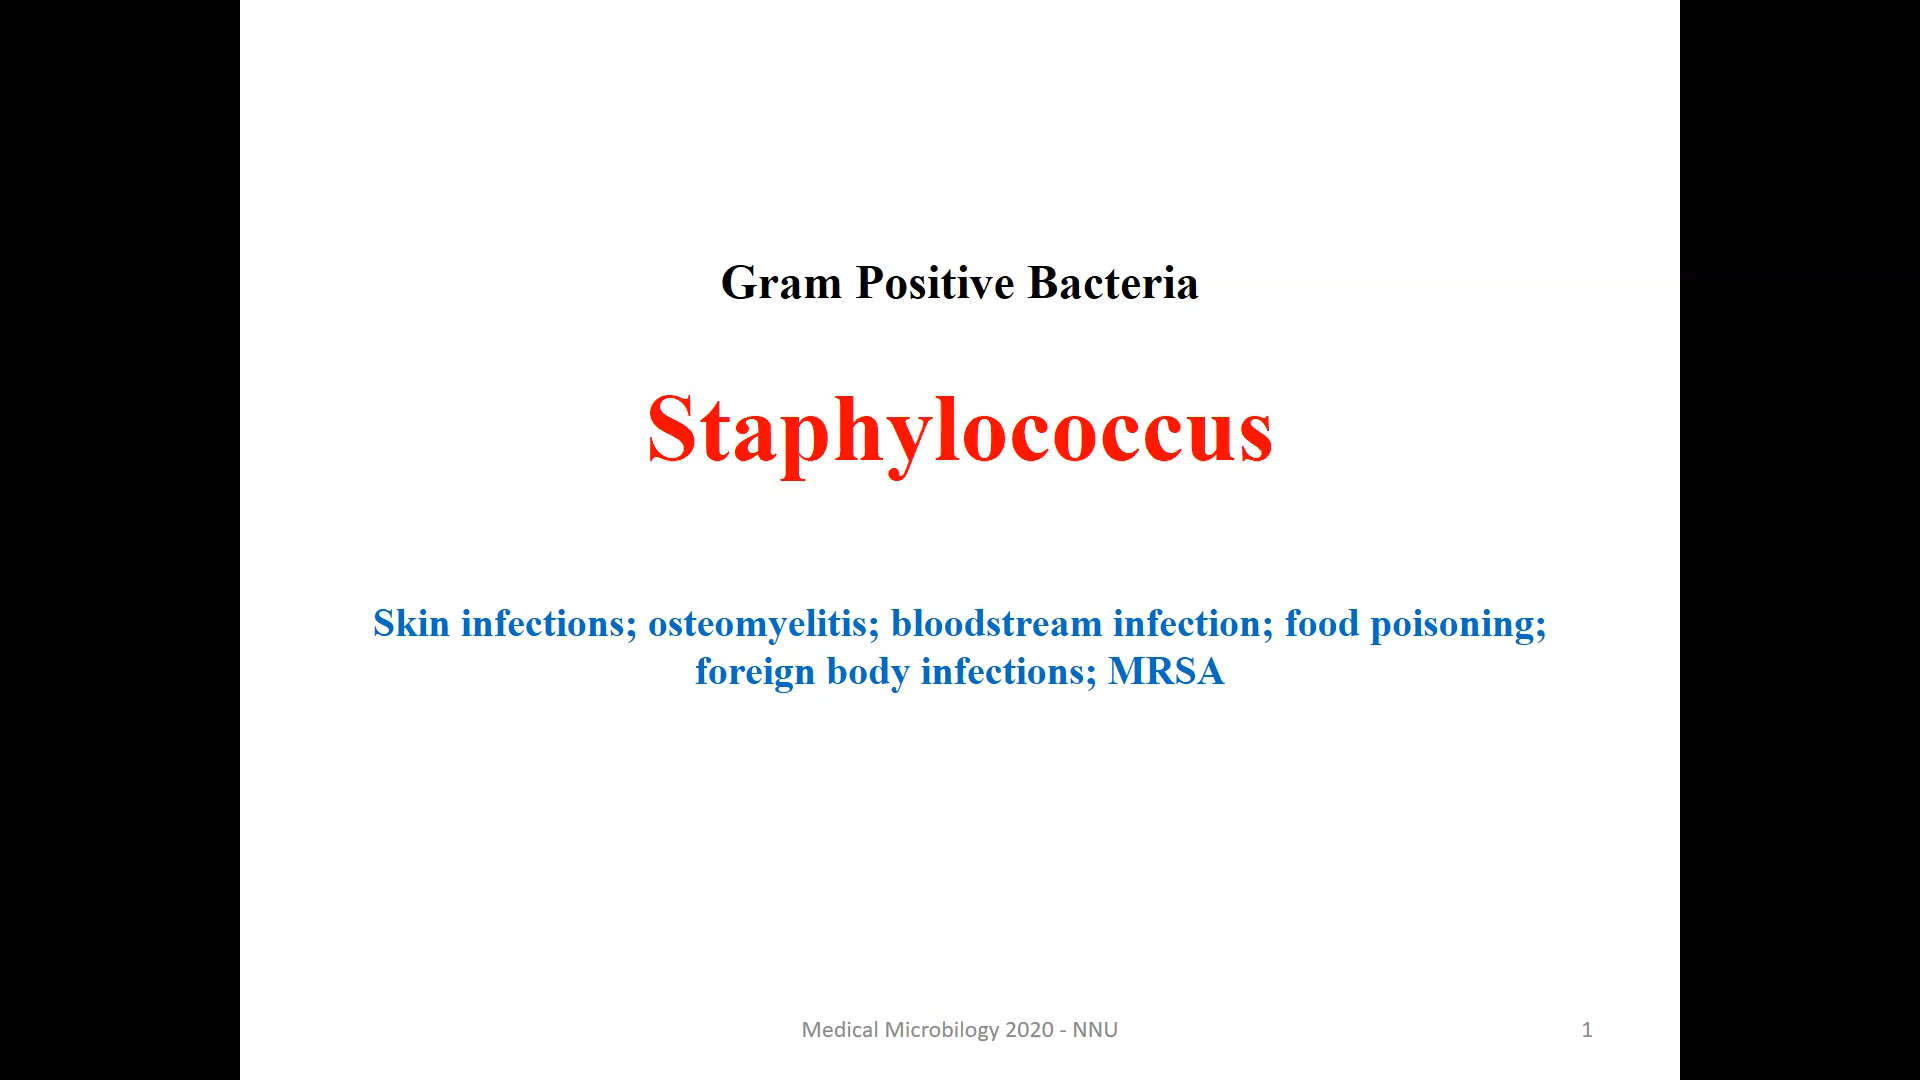 Gram Positive Bacteria
Staphylococcus
Skin infections; osteomyelitis; bloodstream infection; food poisoning;
foreign body infections; MRSA
Medical Microbilogy 2020 - NNU
1